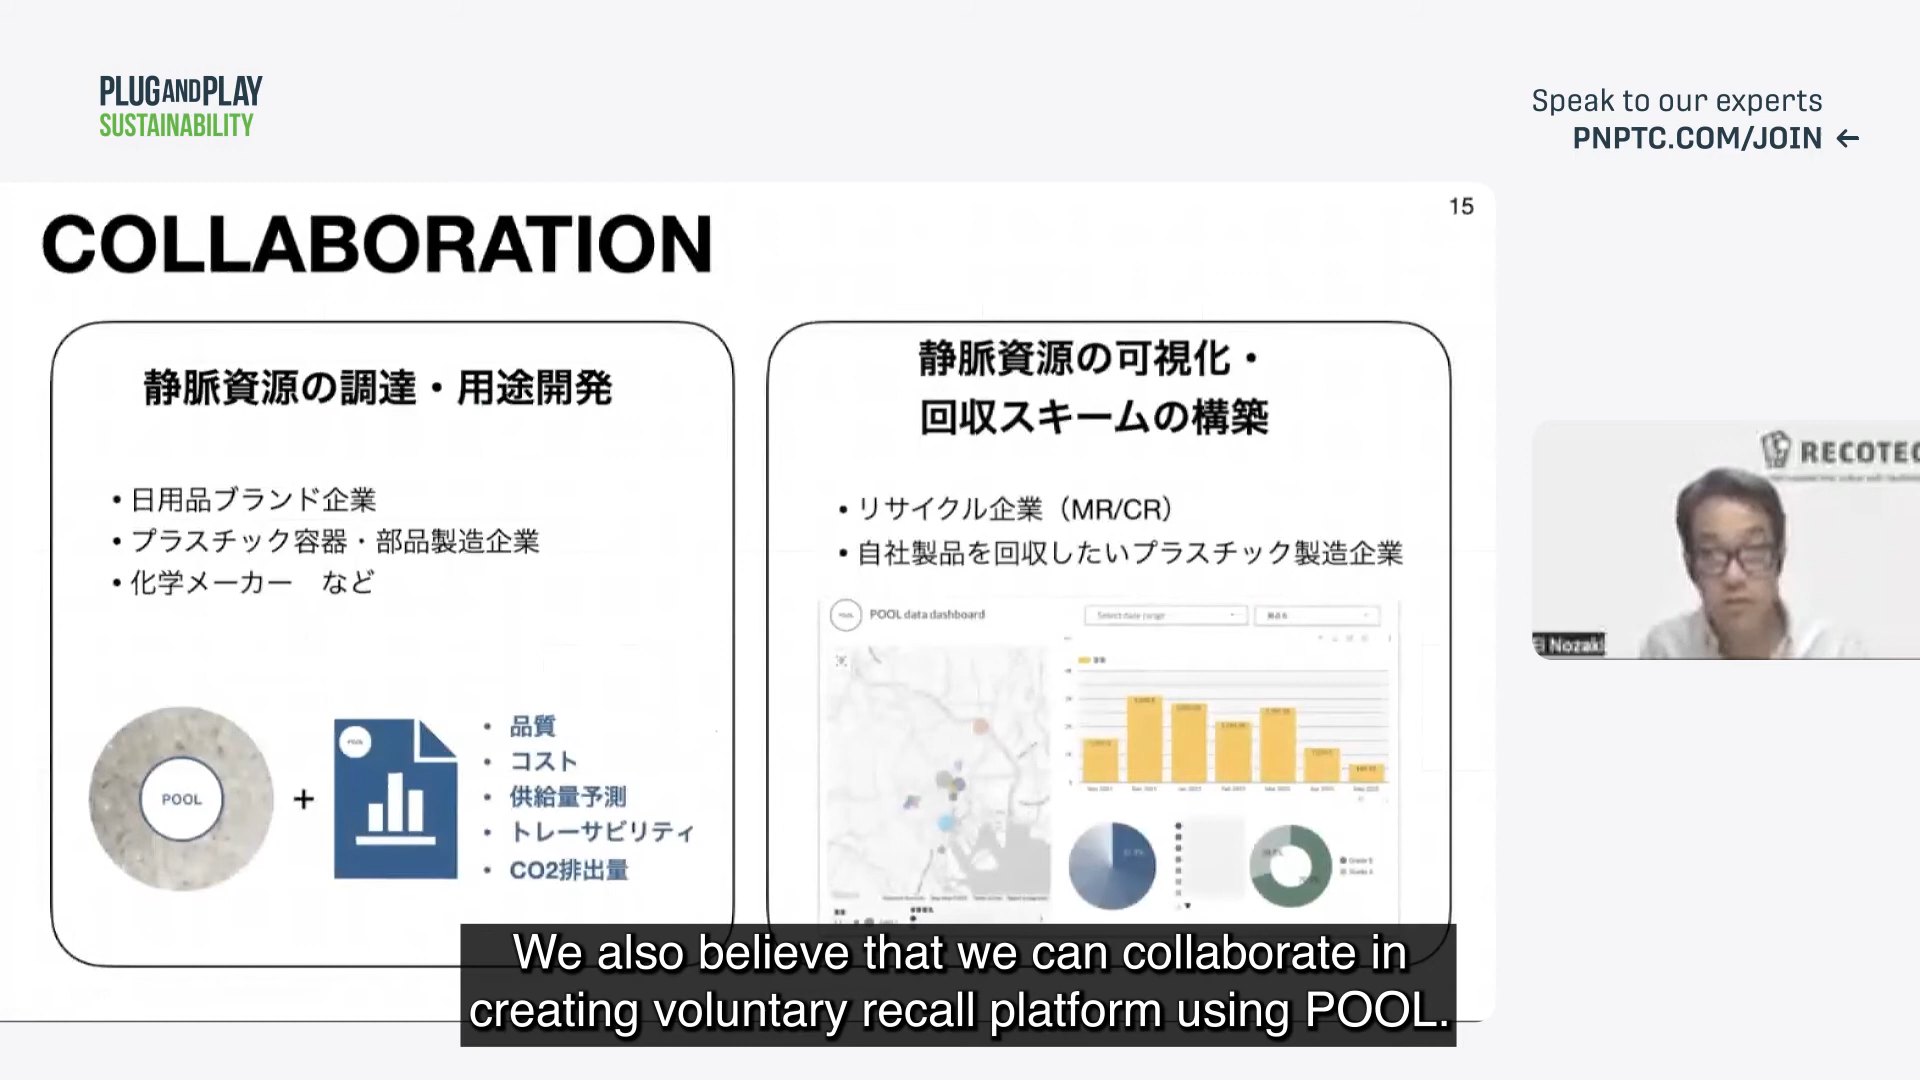 PLUGANDPLAY
SUSTAINABILITY
Speak to our experts
PNPTC.COM/JOIN ←
15
COLLABORATION
静脈資源の調達・用途開発
• 日用品ブランド企業
• プラスチック容器・部品製造企業
• 化学メーカー など
POOL
+
POOL
• 品質
• コスト
• 供給量予測
• トレーサビリティ
• CO2排出量
静脈資源の可視化・
回収スキームの構築
• リサイクル企業（MR/CR）
• 自社製品を回収したいプラスチック製造企業
POOL data dashboard
Select date range
RECOTEC
Nozaki
We also believe that we can collaborate in
creating voluntary recall platform using POOL.